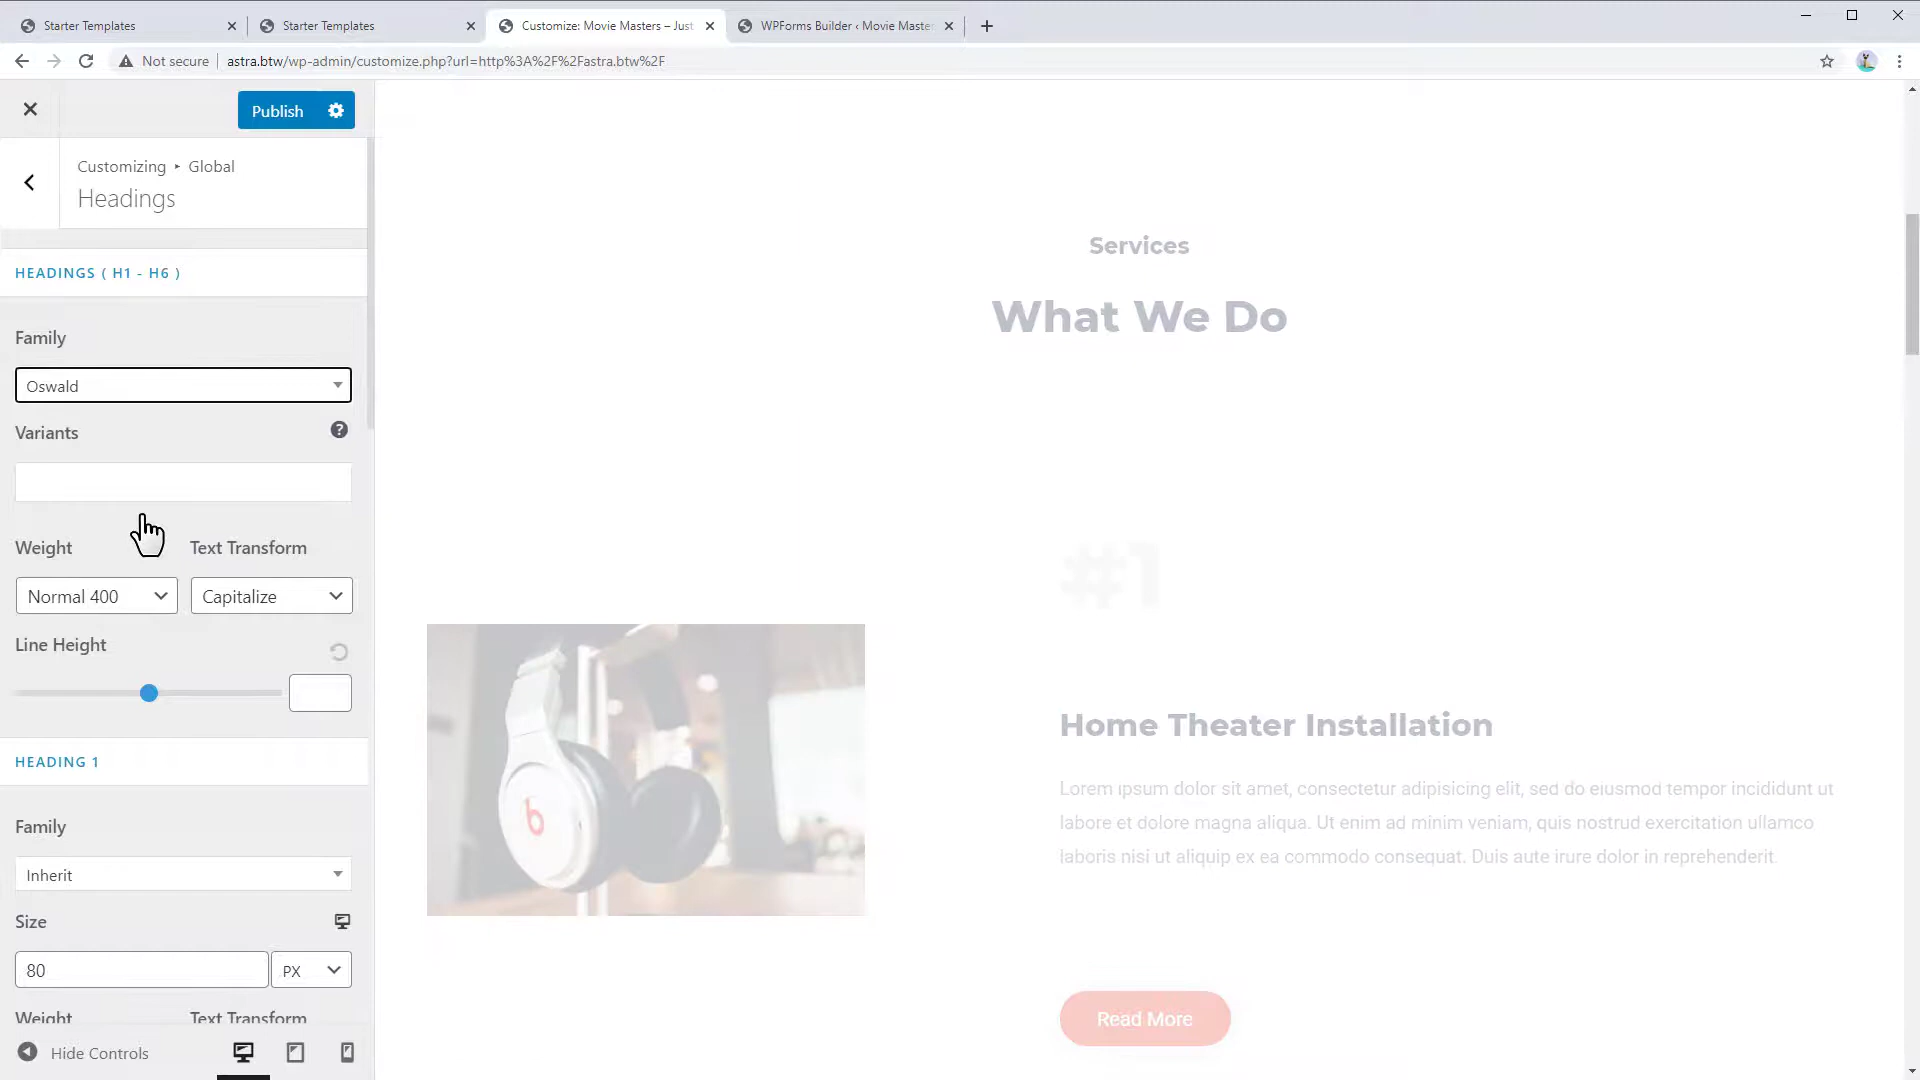 Starter Templates
Starter Templates
Customize: Movie Masters – Just
WPForms Builder ‹ Movie Master
Not secure
astra.btw/wp-admin/customize.php?url=http%3A%2F%2Fastra.btw%2F
Publish
Customizing ▸ Global
Headings
HEADINGS ( H1 - H6 )
Family
Oswald
Variants
Weight Text Transform
Normal 400 Capitalize
Line Height
HEADING 1
Family
Inherit
Size
80 PX
Weight Text Transform
Hide Controls
Services
What We Do
#1
Home Theater Installation
Lorem ipsum dolor sit amet, consectetur adipisicing elit, sed do eiusmod tempor incididunt ut
labore et dolore magna aliqua. Ut enim ad minim veniam, quis nostrud exercitation ullamco
laboris nisi ut aliquip ex ea commodo consequat. Duis aute irure dolor in reprehenderit.
Read More